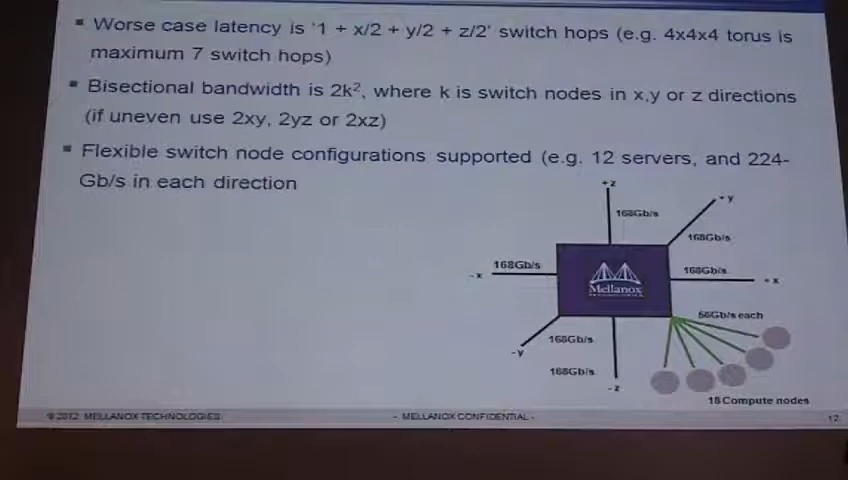 ▪ Worse case latency is '1 + x/2 + y/2 + z/2' switch hops (e.g. 4x4x4 torus is
maximum 7 switch hops)
▪ Bisectional bandwidth is 2k², where k is switch nodes in x,y or z directions
(if uneven use 2xy, 2yz or 2xz)
▪ Flexible switch node configurations supported (e.g. 12 servers, and 224-
Gb/s in each direction
+z
168Gb/s
+y
168Gb/s
168Gb/s
-x
168Gb/s
+x
Mellanox
56Gb/s each
168Gb/s
-y
168Gb/s
-z
18 Compute nodes
© 2012 MELLANOX TECHNOLOGIES
- MELLANOX CONFIDENTIAL -
12